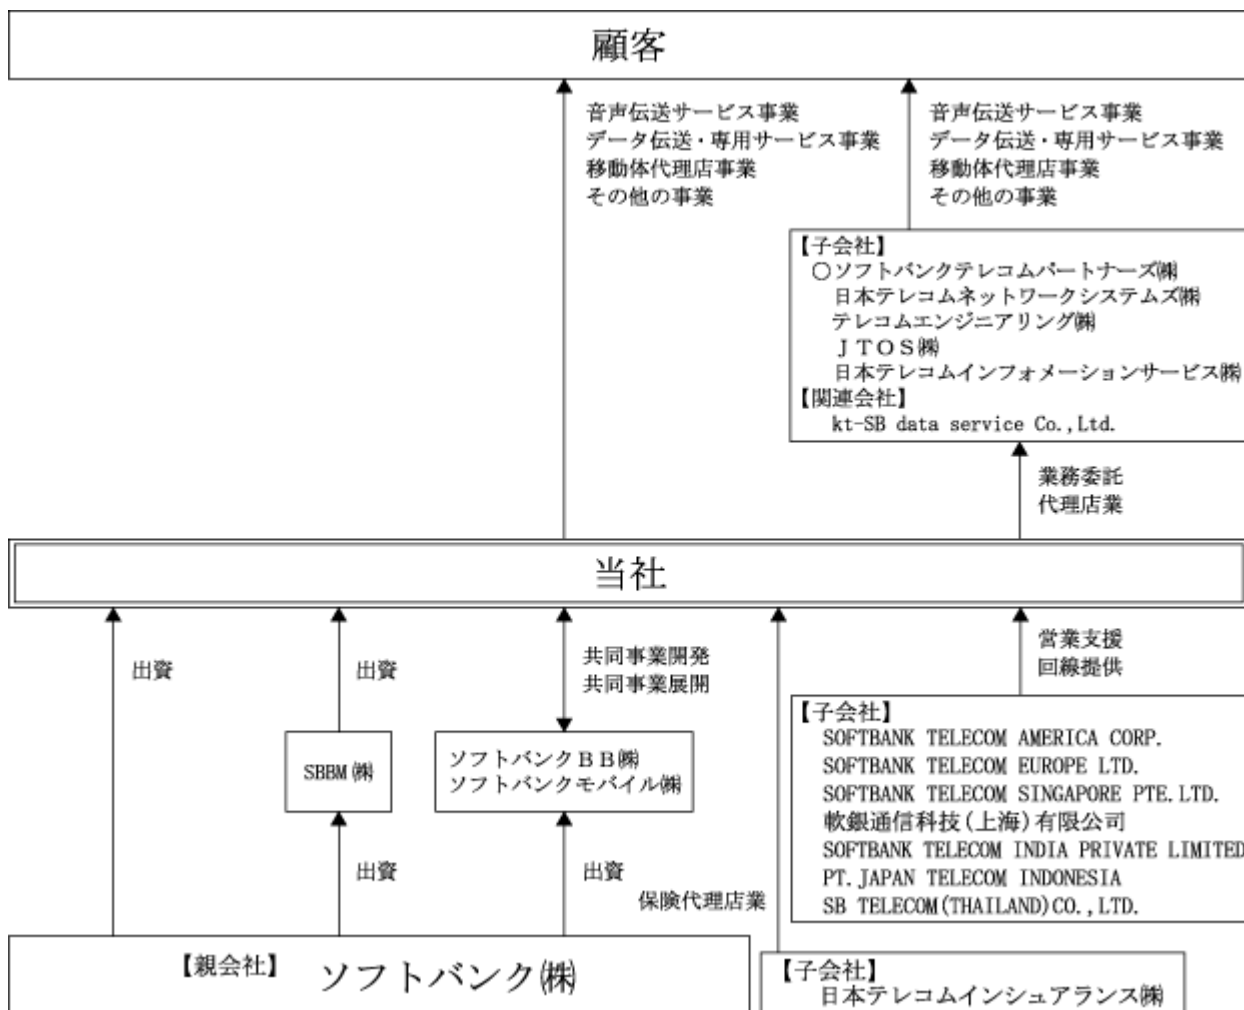 顧客
音声伝送サービス事業
データ伝送・専用サービス事業
移動体代理店事業
その他の事業
音声伝送サービス事業
データ伝送・専用サービス事業
移動体代理店事業
その他の事業
【子会社】
○ソフトバンクテレコムパートナーズ㈱
日本テレコムネットワークシステムズ㈱
テレコムエンジニアリング㈱
ＪＴＯＳ㈱
日本テレコムインフォメーションサービス㈱
【関連会社】
kt-SB data service Co.,Ltd.
業務委託
代理店業
当社
出資
出資
共同事業開発
共同事業展開
営業支援
回線提供
SBBM㈱
ソフトバンクＢＢ㈱
ソフトバンクモバイル㈱
【子会社】
SOFTBANK TELECOM AMERICA CORP.
SOFTBANK TELECOM EUROPE LTD.
SOFTBANK TELECOM SINGAPORE PTE.LTD.
軟銀通信科技(上海)有限公司
SOFTBANK TELECOM INDIA PRIVATE LIMITED
PT.JAPAN TELECOM INDONESIA
SB TELECOM(THAILAND)CO.,LTD.
出資
出資
保険代理店業
【親会社】 ソフトバンク㈱
【子会社】
日本テレコムインシュアランス㈱